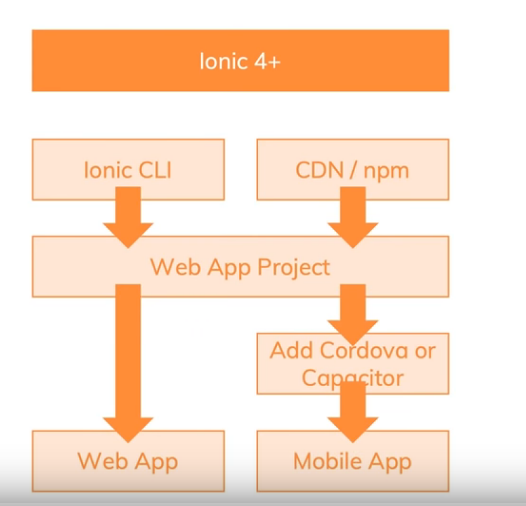 Ionic 4+
Ionic CLI
CDN / npm
Web App Project
Add Cordova or
Capacitor
Web App
Mobile App